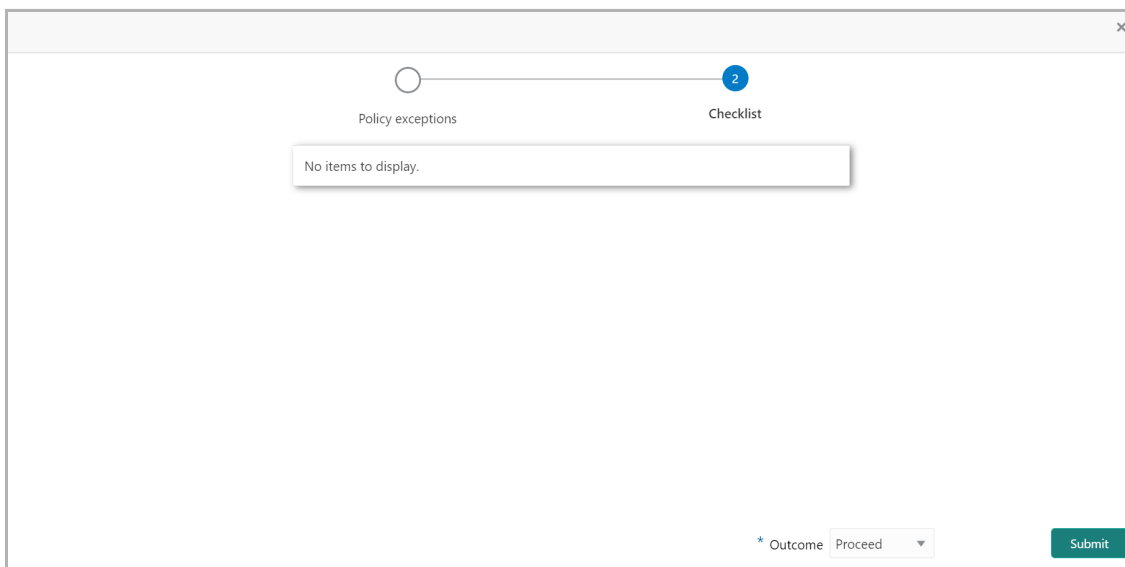 ×
2
Policy exceptions
Checklist
No items to display.
* Outcome Proceed
Submit